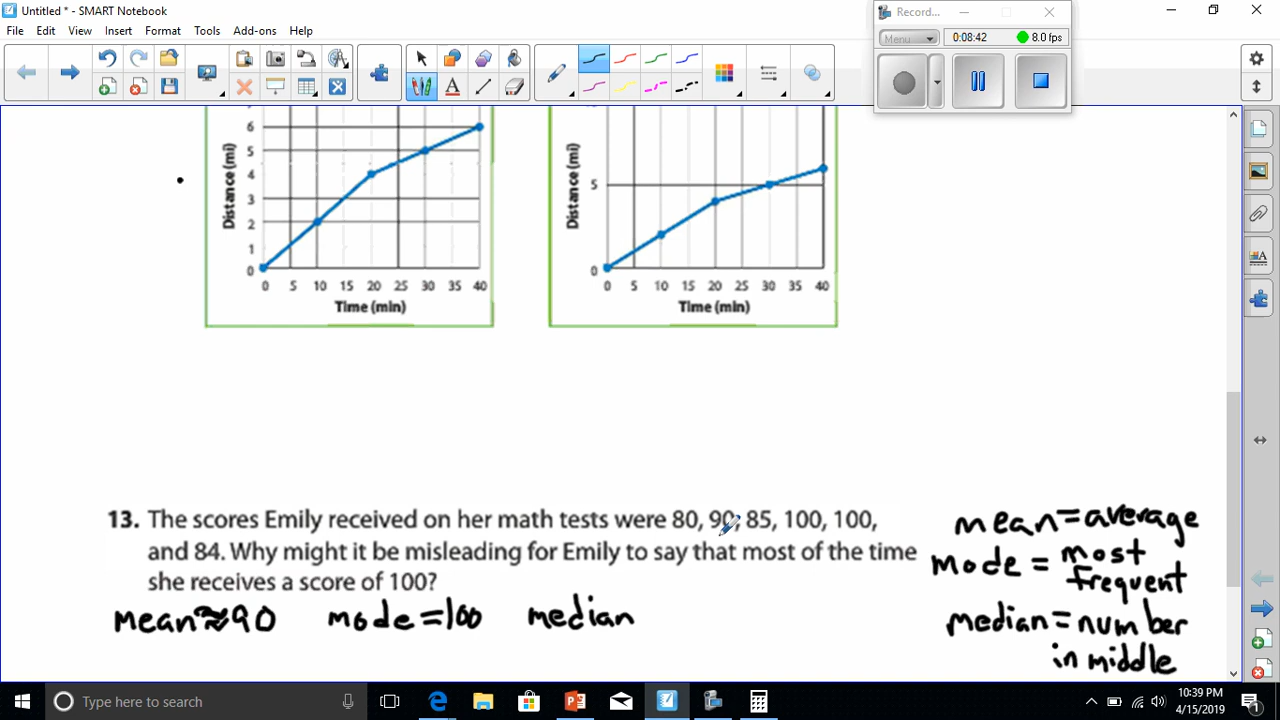 Untitled * - SMART Notebook
File Edit View Insert Format Tools Add-ons Help
Record...
Menu 0:08:42 8.0 fps
6
5
4
3
2
1
0
Distance (mi)
0 5 10 15 20 25 30 35 40
Time (min)
5
0
Distance (mi)
0 5 10 15 20 25 30 35 40
Time (min)
13. The scores Emily received on her math tests were 80, 90, 85, 100, 100,
and 84. Why might it be misleading for Emily to say that most of the time
she receives a score of 100?
mean≈90 mode=100 median
mean=average
mode = most
frequent
median=number
in middle
Type here to search
10:39 PM
4/15/2019
1